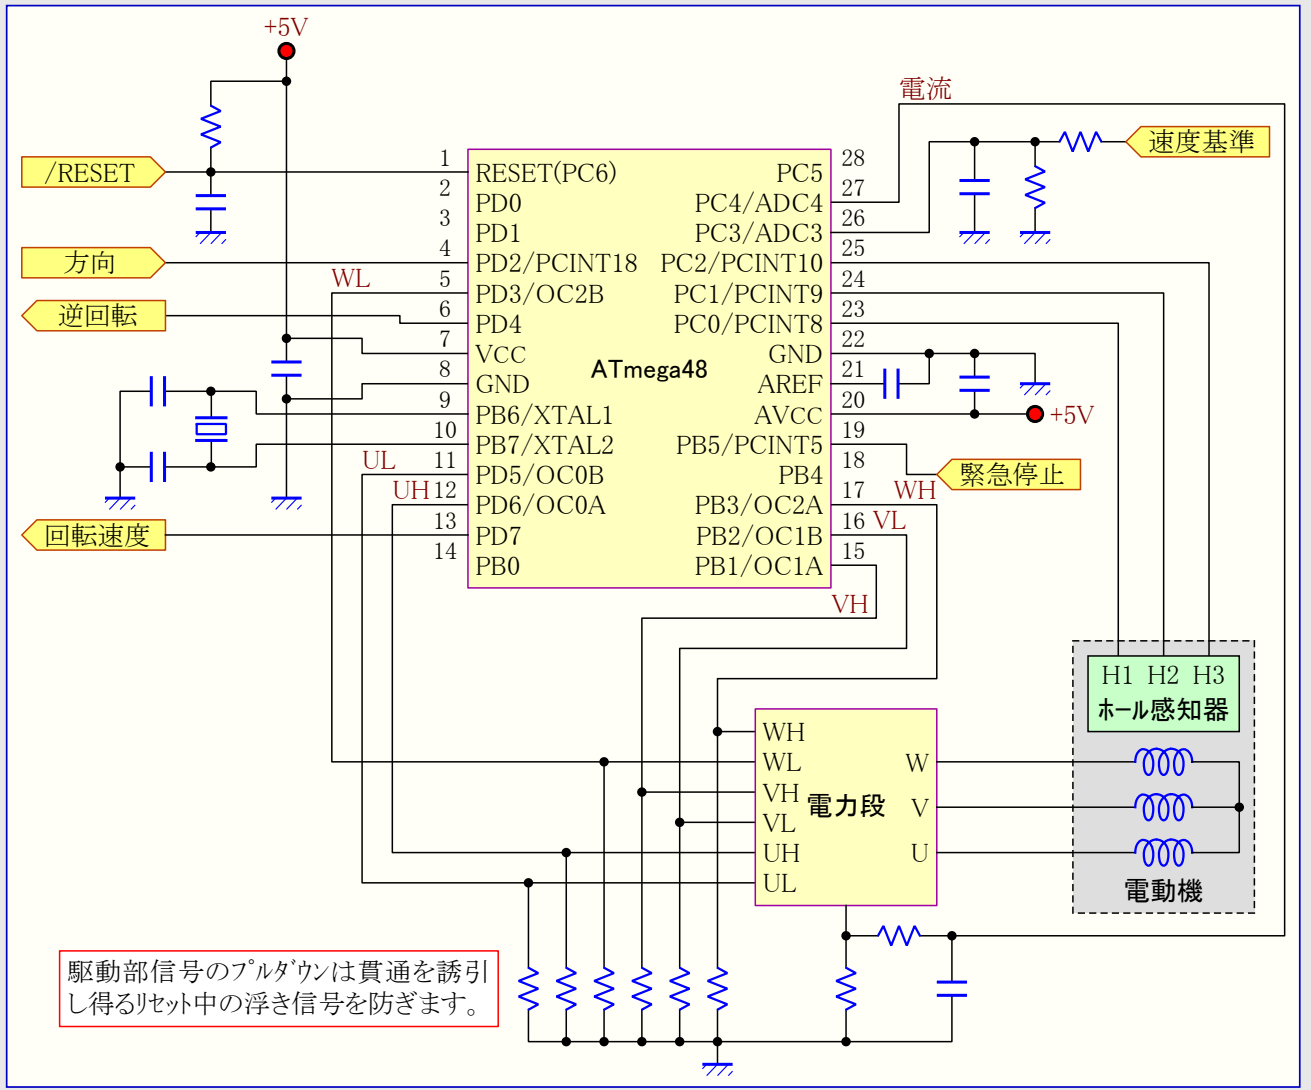 +5V
電流
/RESET
速度基準
方向
WL
逆回転
UL
UH
回転速度
1
2
3
4
5
6
7
8
9
10
11
12
13
14
RESET(PC6)
PD0
PD1
PD2/PCINT18
PD3/OC2B
PD4
VCC
GND
PB6/XTAL1
PB7/XTAL2
PD5/OC0B
PD6/OC0A
PD7
PB0
ATmega48
PC5
PC4/ADC4
PC3/ADC3
PC2/PCINT10
PC1/PCINT9
PC0/PCINT8
GND
AREF
AVCC
PB5/PCINT5
PB4
PB3/OC2A
PB2/OC1B
PB1/OC1A
28
27
26
25
24
23
22
21
20
19
18
17
16
15
+5V
緊急停止
WH
VL
VH
H1 H2 H3
ﾎｰﾙ感知器
WH
WL
VH
VL
UH
UL
電力段
W
V
U
電動機
駆動部信号のﾌﾟﾙﾀﾞｳﾝは貫通を誘引
し得るﾘｾｯﾄ中の浮き信号を防ぎます。